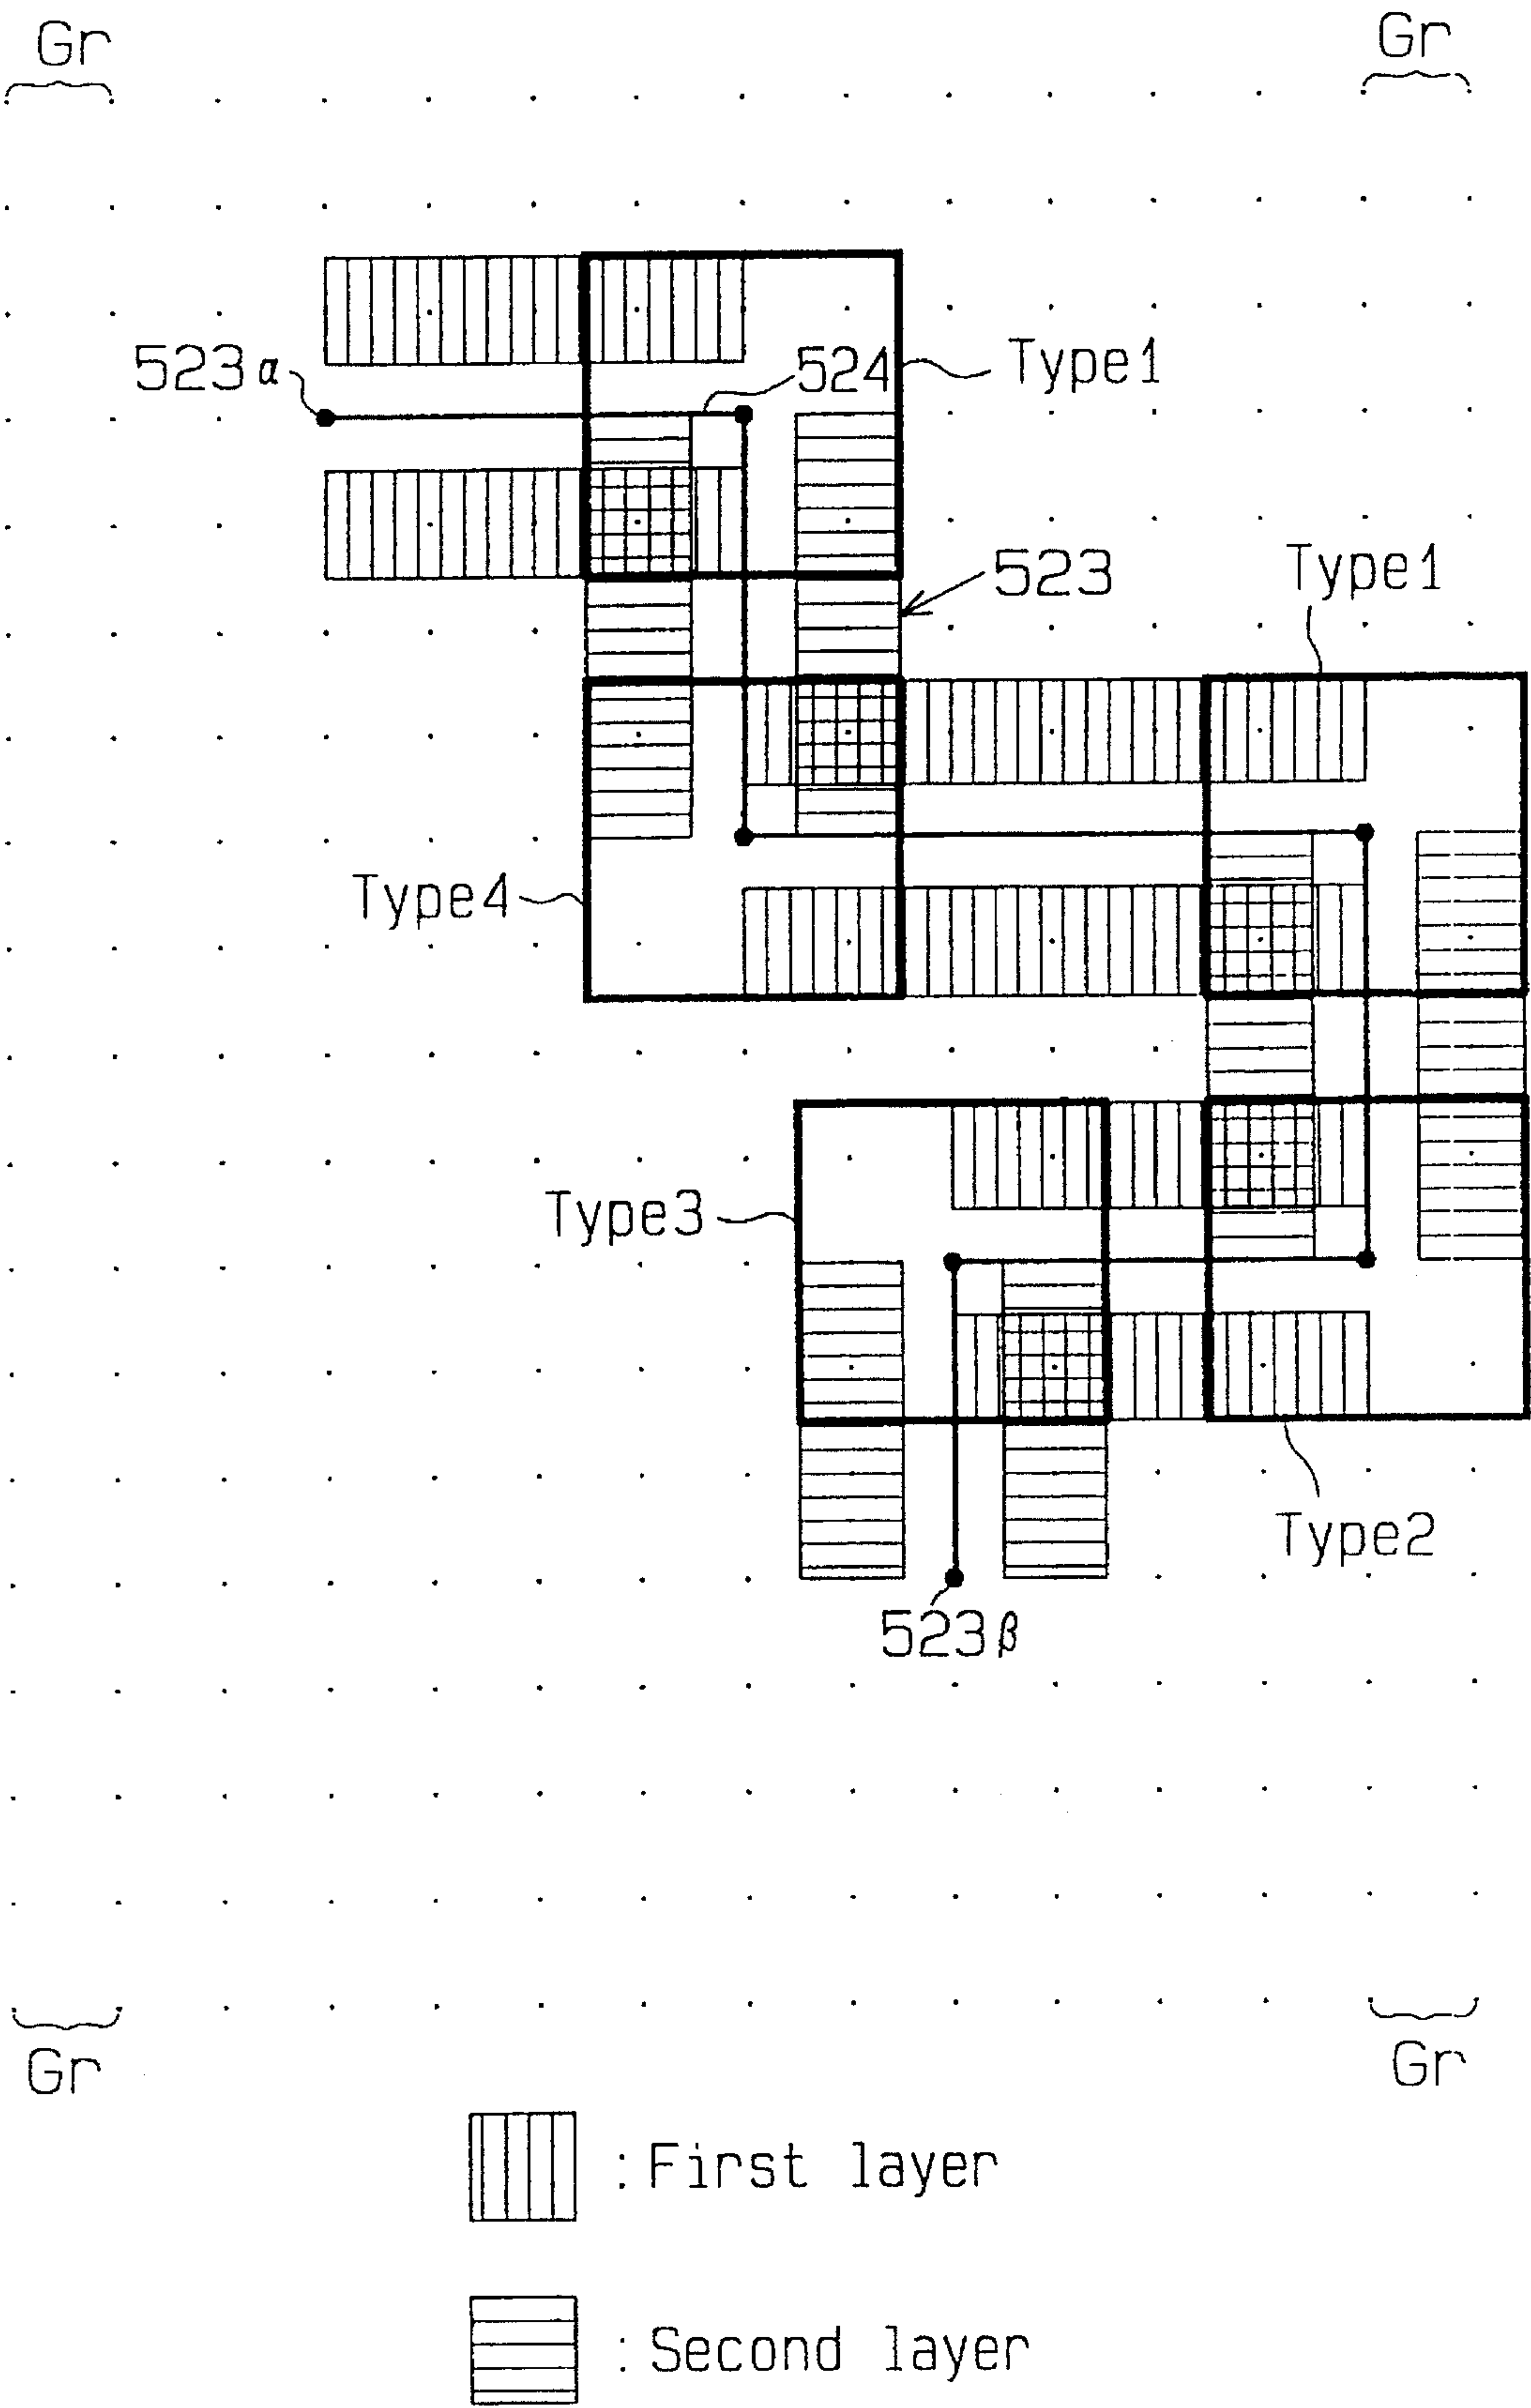 Gr
Gr
523α
524
Type1
523
Type1
Type4
Type3
Type2
523β
Gr
Gr
: First layer
: Second layer